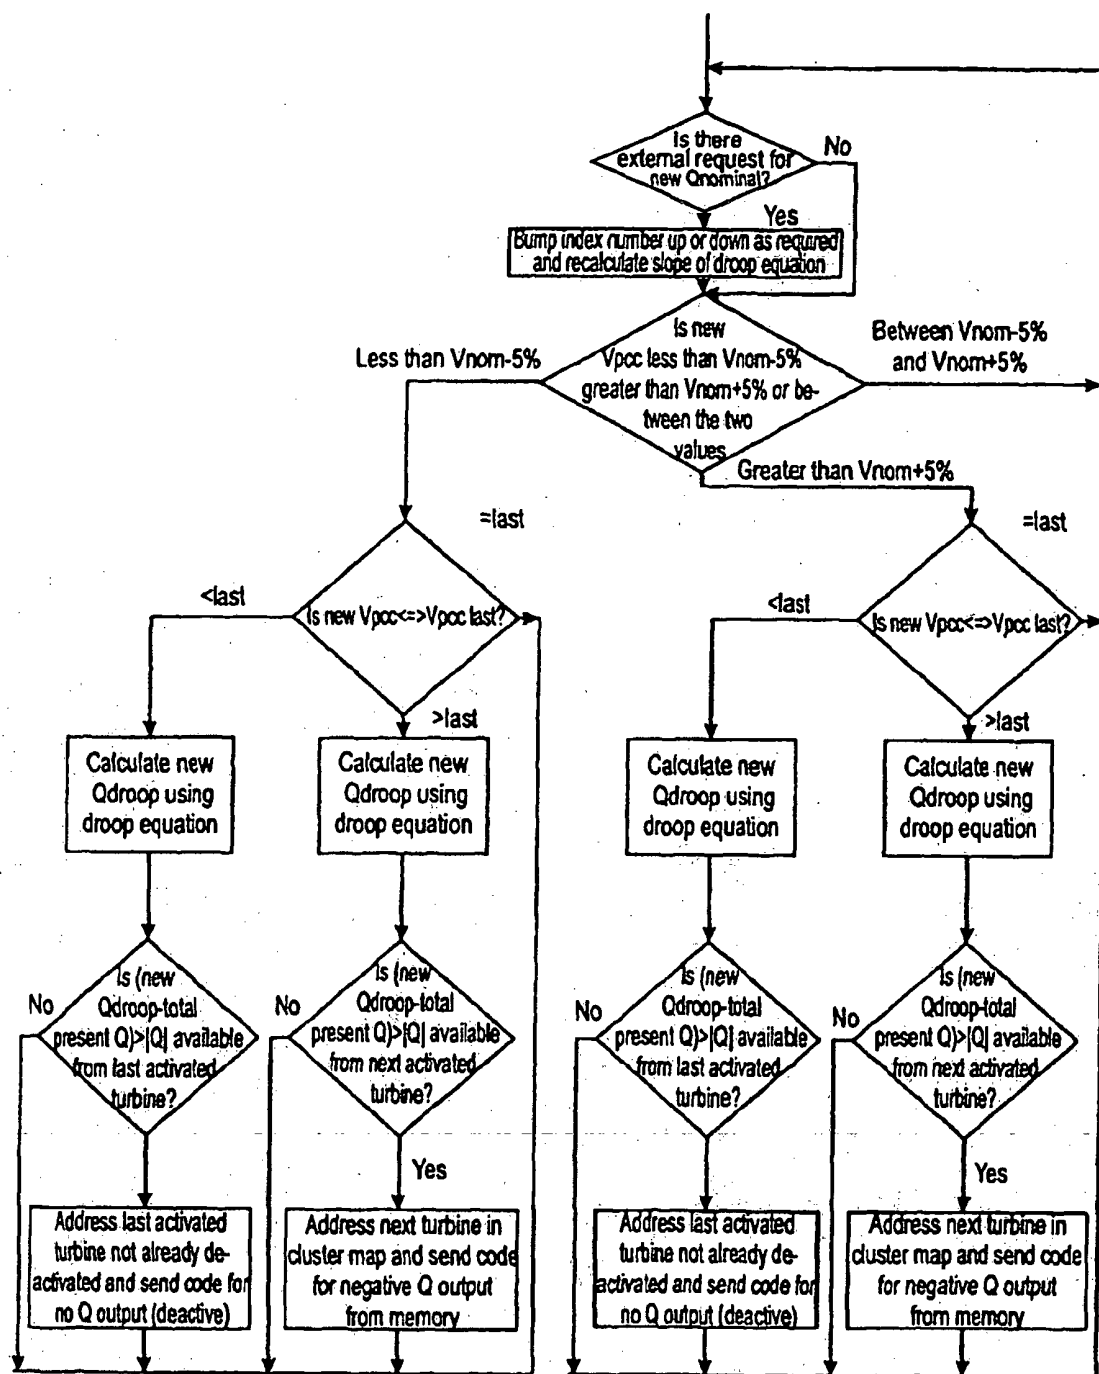 Is there
external request for
new Qnominal?
No
Yes
Bump index number up or down as required
and recalculate slope of droop equation
Is new
Vpcc less than Vnom-5%
greater than Vnom+5% or be-
tween the two
values
Less than Vnom-5%
Between Vnom-5%
and Vnom+5%
Greater than Vnom+5%
=last
<last
Is new Vpcc<=>Vpcc last?
>last
=last
<last
Is new Vpcc<=>Vpcc last?
>last
Calculate new
Qdroop using
droop equation
Calculate new
Qdroop using
droop equation
Calculate new
Qdroop using
droop equation
Calculate new
Qdroop using
droop equation
No
Is (new
Qdroop-total
present Q)>|Q| available
from last activated
turbine?
No
Is (new
Qdroop-total
present Q)>|Q| available
from next activated
turbine?
Yes
No
Is (new
Qdroop-total
present Q)>|Q| available
from last activated
turbine?
No
Is (new
Qdroop-total
present Q)>|Q| available
from next activated
turbine?
Yes
Address last activated
turbine not already de-
activated and send code for
no Q output (deactive)
Address next turbine in
cluster map and send code
for negative Q output
from memory
Address last activated
turbine not already de-
activated and send code for
no Q output (deactive)
Address next turbine in
cluster map and send code
for negative Q output
from memory